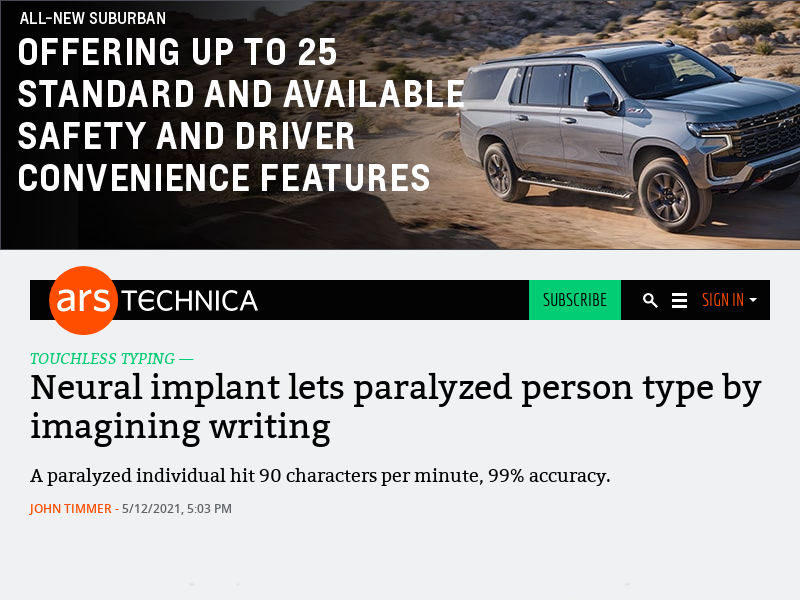 ALL-NEW SUBURBAN
OFFERING UP TO 25
STANDARD AND AVAILABLE
SAFETY AND DRIVER
CONVENIENCE FEATURES
ars TECHNICA
SUBSCRIBE
SIGN IN
TOUCHLESS TYPING —
Neural implant lets paralyzed person type by
imagining writing
A paralyzed individual hit 90 characters per minute, 99% accuracy.
JOHN TIMMER - 5/12/2021, 5:03 PM